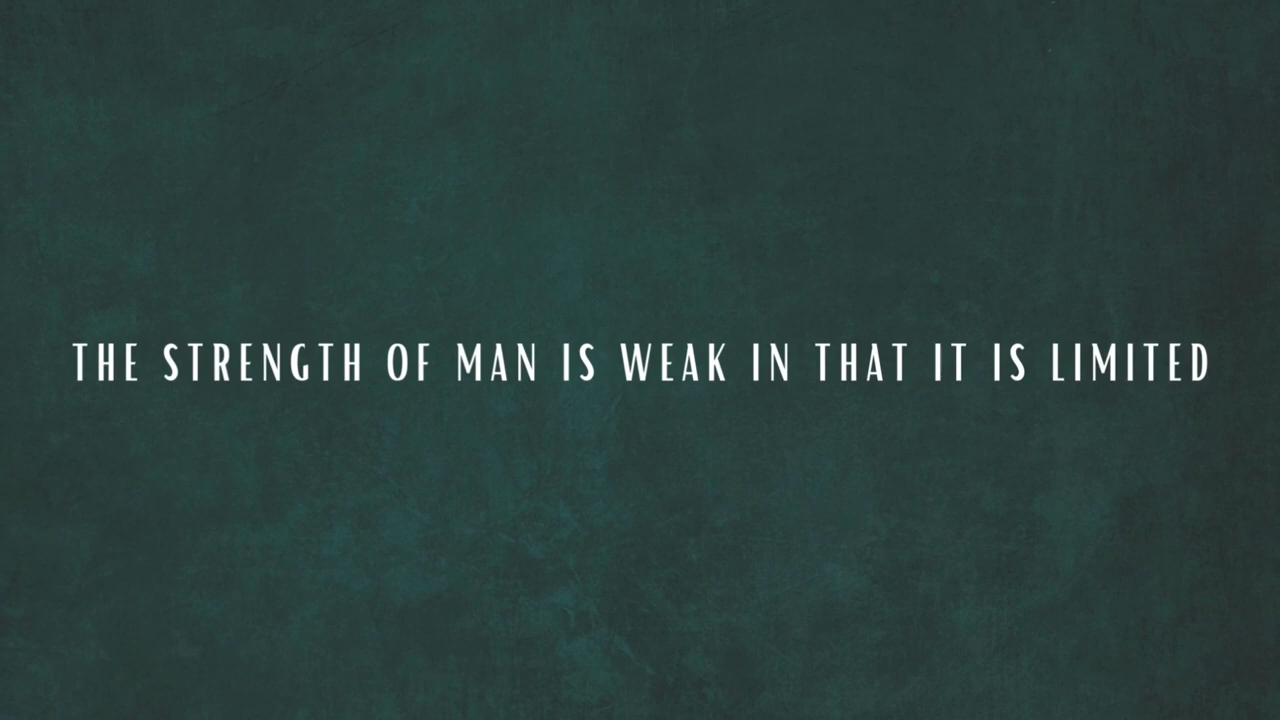 THE STRENGTH OF MAN IS WEAK IN THAT IT IS LIMITED